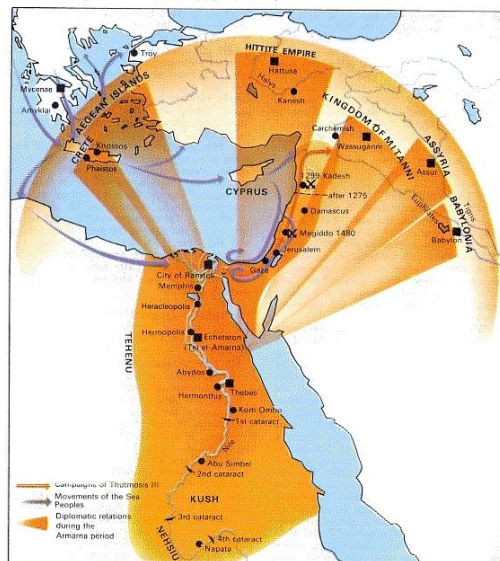 Troy
HITTITE EMPIRE
Hattusa
Halys
Kanesh
Mycenae
Amyklai
AEGEAN ISLANDS
CRETE
Knossos
Phaistos
KINGDOM OF MITANNI
Carchemish
Wassuganni
ASSYRIA
Assur
CYPRUS
1299 Kadesh
after 1275
BABYLONIA
Tigris
Euphrates
Babylon
Damascus
Megiddo 1480
Jerusalem
Gaza
City of Ramses
Memphis
Heracleopolis
TEHENU
Hermopolis
Echetaton
(Tel el-Amarna)
Abydos
Thebes
Hermonthis
Kom Ombo
1st cataract
Nile
Abu Simbel
2nd cataract
KUSH
3rd cataract
NEHSIU
4th cataract
Napata
Campaigns of Thutmosis III
Movements of the Sea
Peoples
Diplomatic relations
during the
Amarna period